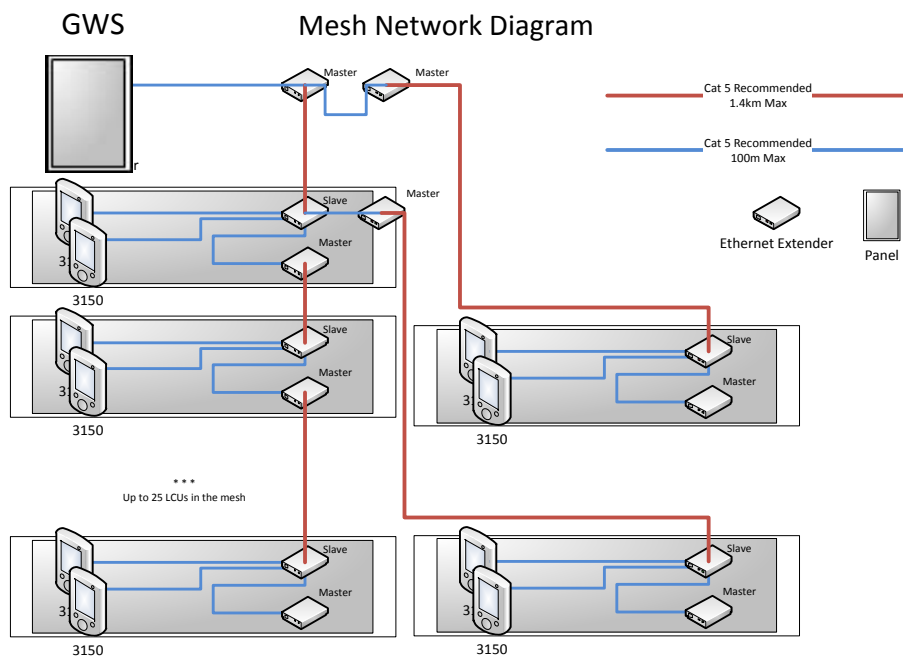 GWS
Mesh Network Diagram
Master
Master
Cat 5 Recommended
1.4km Max
Cat 5 Recommended
100m Max
r
Slave
Master
Ethernet Extender
Panel
Master
3150
Slave
Master
3150
Slave
Master
3150
* * *
Up to 25 LCUs in the mesh
Slave
Master
3150
Slave
Master
3150